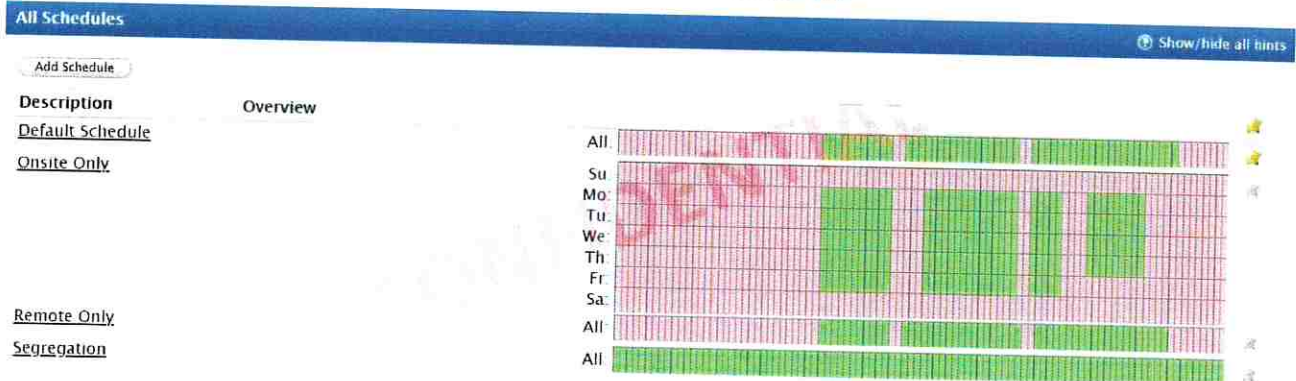 All Schedules
Show/hide all hints
Add Schedule
Description Overview
Default Schedule
All:
Onsite Only
Su:
Mo:
Tu:
We:
Th:
Fr:
Sa:
Remote Only
All:
Segregation
All
DENTIAL